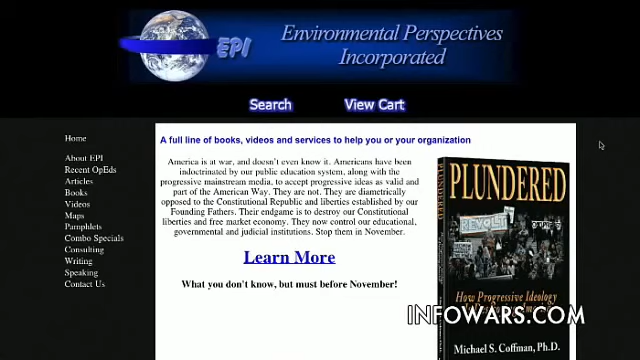 EPI
Environmental Perspectives
Incorporated
Search
View Cart
Home
About EPI
Recent OpEds
Articles
Books
Videos
Maps
Pamphlets
Combo Specials
Consulting
Writing
Speaking
Contact Us
A full line of books, videos and services to help you or your organization
America is at war, and doesn't even know it. Americans have been
indoctrinated by our public education system, along with the
progressive mainstream media, to accept progressive ideas as valid and
part of the American Way. They are not. They are diametrically
opposed to the Constitutional Republic and liberties established by our
Founding Fathers. Their endgame is to destroy our Constitutional
liberties and free market economy. They now control our educational,
governmental and judicial institutions. Stop them in November.
Learn More
What you don't know, but must before November!
PLUNDERED
PLUNDERED
REVOLT
How Progressive Ideology
INFOWARS.COM
Michael S. Coffman, Ph.D.